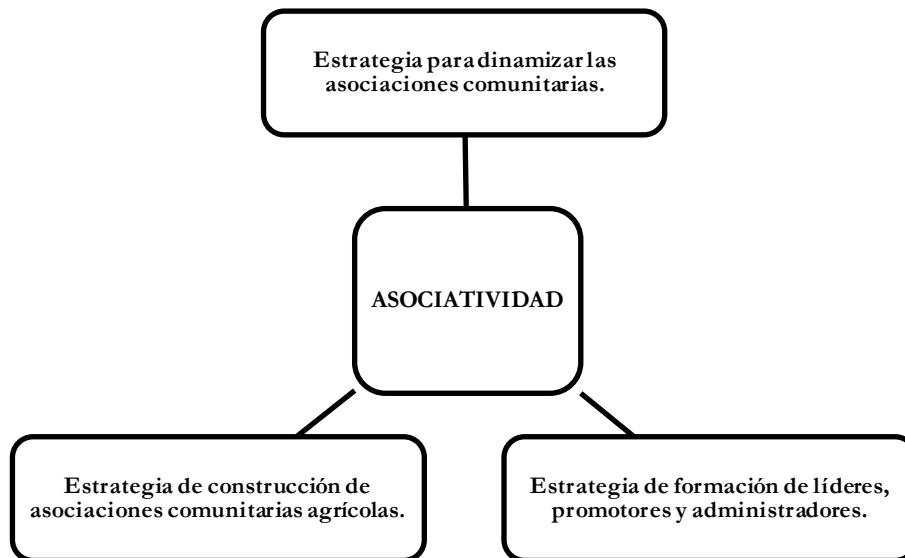 Estrategia para dinamizar las
asociaciones comunitarias.
ASOCIATIVIDAD
Estrategia de construcción de
asociaciones comunitarias agrícolas.
Estrategia de formación de líderes,
promotores y administradores.